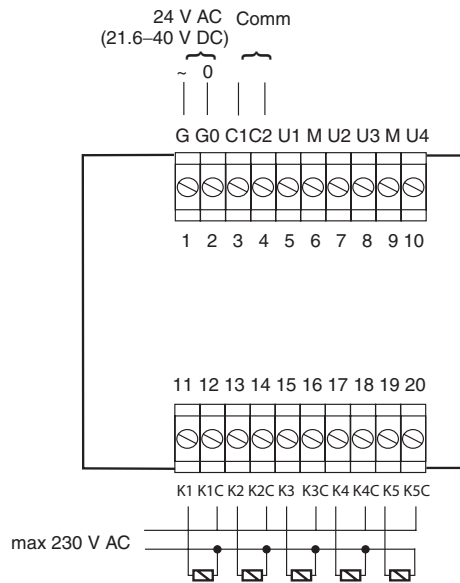 24 V AC Comm
(21.6–40 V DC)
~ 0
G G0 C1 C2 U1 M U2 U3 M U4
1 2 3 4 5 6 7 8 9 10
11 12 13 14 15 16 17 18 19 20
K1 K1C K2 K2C K3 K3C K4 K4C K5 K5C
max 230 V AC